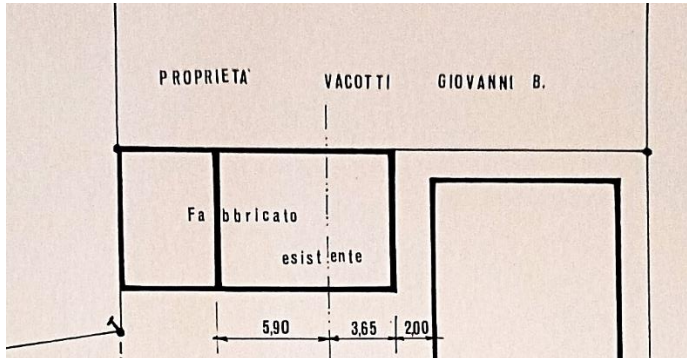 PROPRIETA' VACOTTI GIOVANNI B.
Fabbricato
esistente
5,90 3,65 2,00